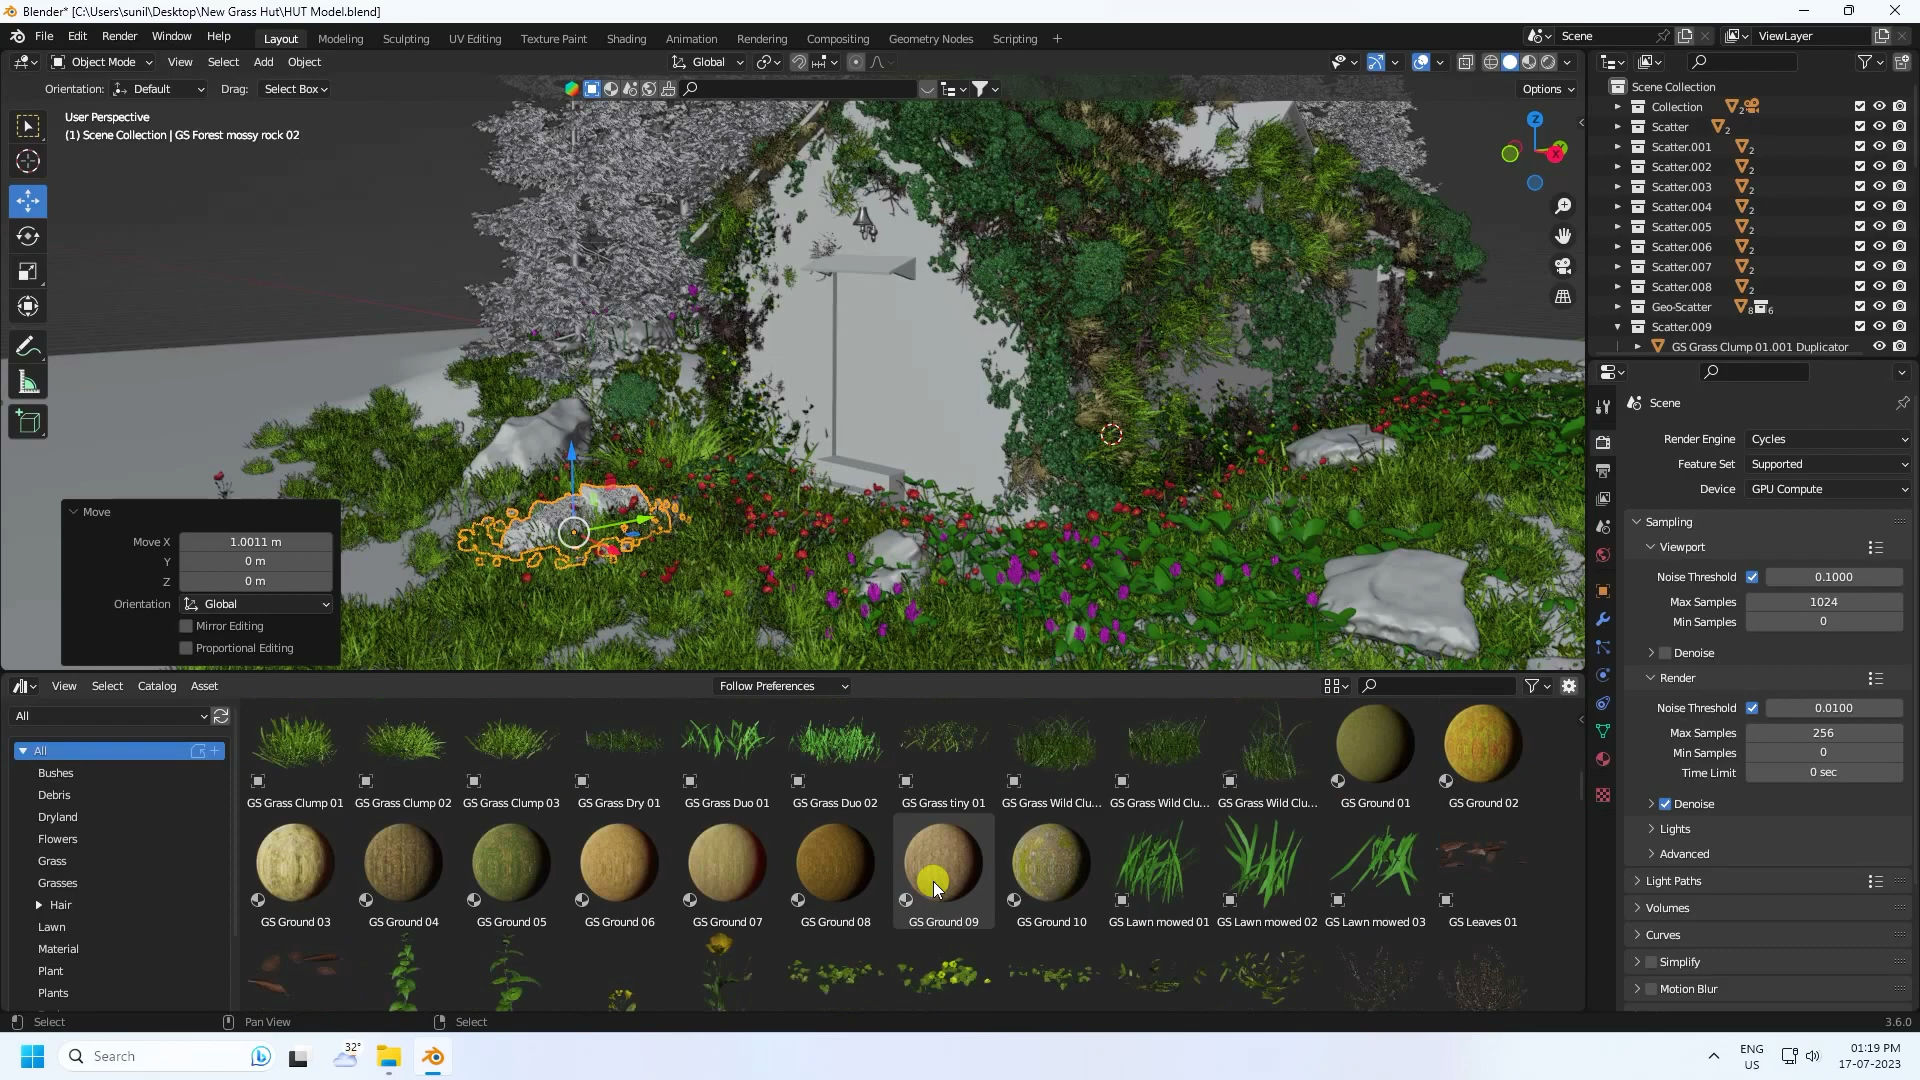 Blender* [C:\Users\sunil\Desktop\New Grass Hut\HUT Model.blend]
File Edit Render Window Help Layout Modeling Sculpting UV Editing Texture Paint Shading Animation Rendering Compositing Geometry Nodes Scripting + Scene ViewLayer
Object Mode View Select Add Object Global
Orientation: Default Drag: Select Box Options
User Perspective
(1) Scene Collection | GS Forest mossy rock 02
Z
X
Scene Collection
Collection 2
Scatter 2
Scatter.001 2
Scatter.002 2
Scatter.003 2
Scatter.004 2
Scatter.005 2
Scatter.006 2
Scatter.007 2
Scatter.008 2
Geo-Scatter 8 6
Scatter.009
GS Grass Clump 01.001 Duplicator
Move
Move X 1.0011 m
Y 0 m
Z 0 m
Orientation Global
Mirror Editing
Proportional Editing
Scene
Render Engine Cycles
Feature Set Supported
Device GPU Compute
Sampling
Viewport
Noise Threshold 0.1000
Max Samples 1024
Min Samples 0
Denoise
Render
Noise Threshold 0.0100
Max Samples 256
Min Samples 0
Time Limit 0 sec
Denoise
Lights
Advanced
Light Paths
Volumes
Curves
Simplify
Motion Blur
View Select Catalog Asset Follow Preferences
All
All
Bushes
Debris
Dryland
Flowers
Grass
Grasses
Hair
Lawn
Material
Plant
Plants
GS Grass Clump 01 GS Grass Clump 02 GS Grass Clump 03 GS Grass Dry 01 GS Grass Duo 01 GS Grass Duo 02 GS Grass tiny 01 GS Grass Wild Clu... GS Grass Wild Clu... GS Grass Wild Clu... GS Ground 01 GS Ground 02
GS Ground 03 GS Ground 04 GS Ground 05 GS Ground 06 GS Ground 07 GS Ground 08 GS Ground 09 GS Ground 10 GS Lawn mowed 01 GS Lawn mowed 02 GS Lawn mowed 03 GS Leaves 01
Select Pan View Select 3.6.0
Search 32° ENG US 01:19 PM 17-07-2023